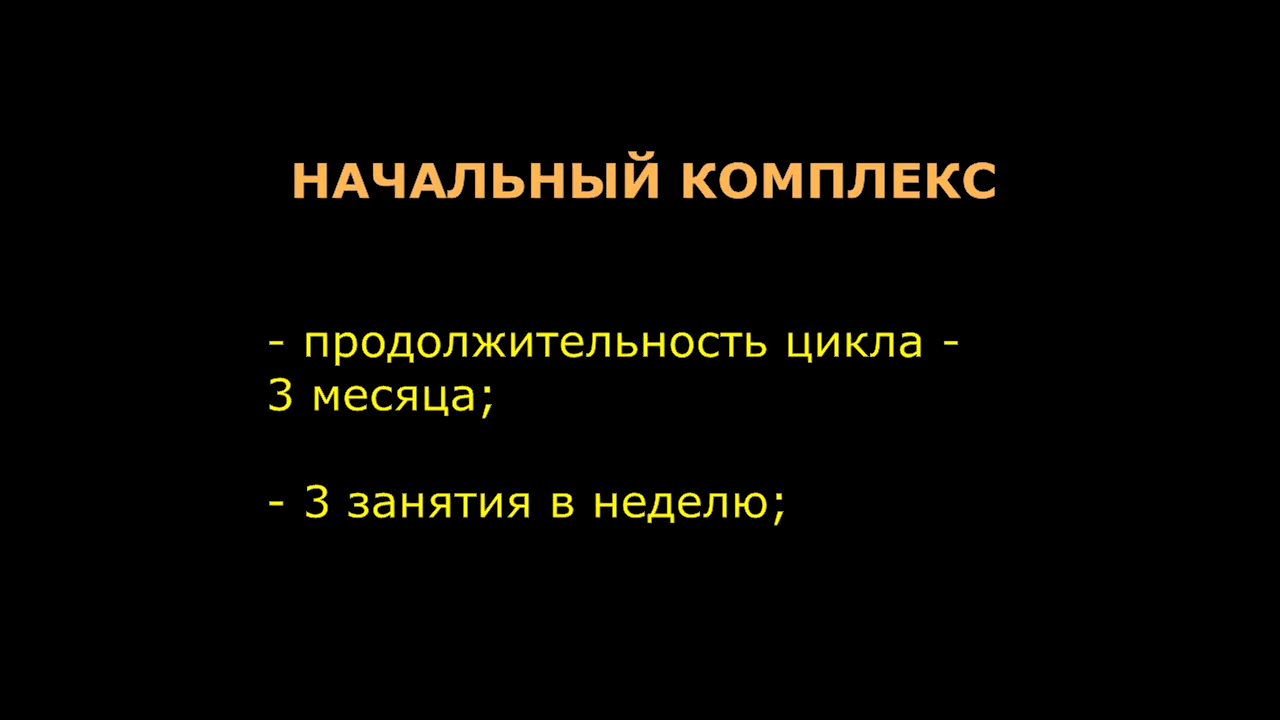 НАЧАЛЬНЫЙ КОМПЛЕКС
- продолжительность цикла -
3 месяца;
- 3 занятия в неделю;